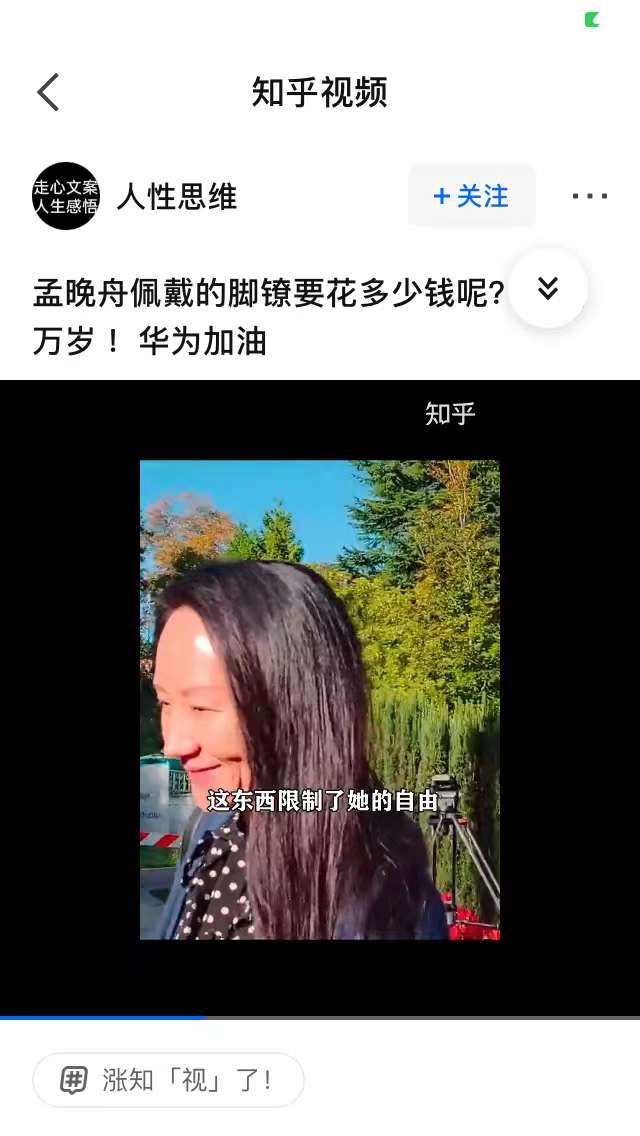 知乎视频
走心文案
人生感悟
人性思维
+ 关注
孟晚舟佩戴的脚镣要花多少钱呢?
万岁！华为加油
知乎
这东西限制了她的自由
涨知「视」了!